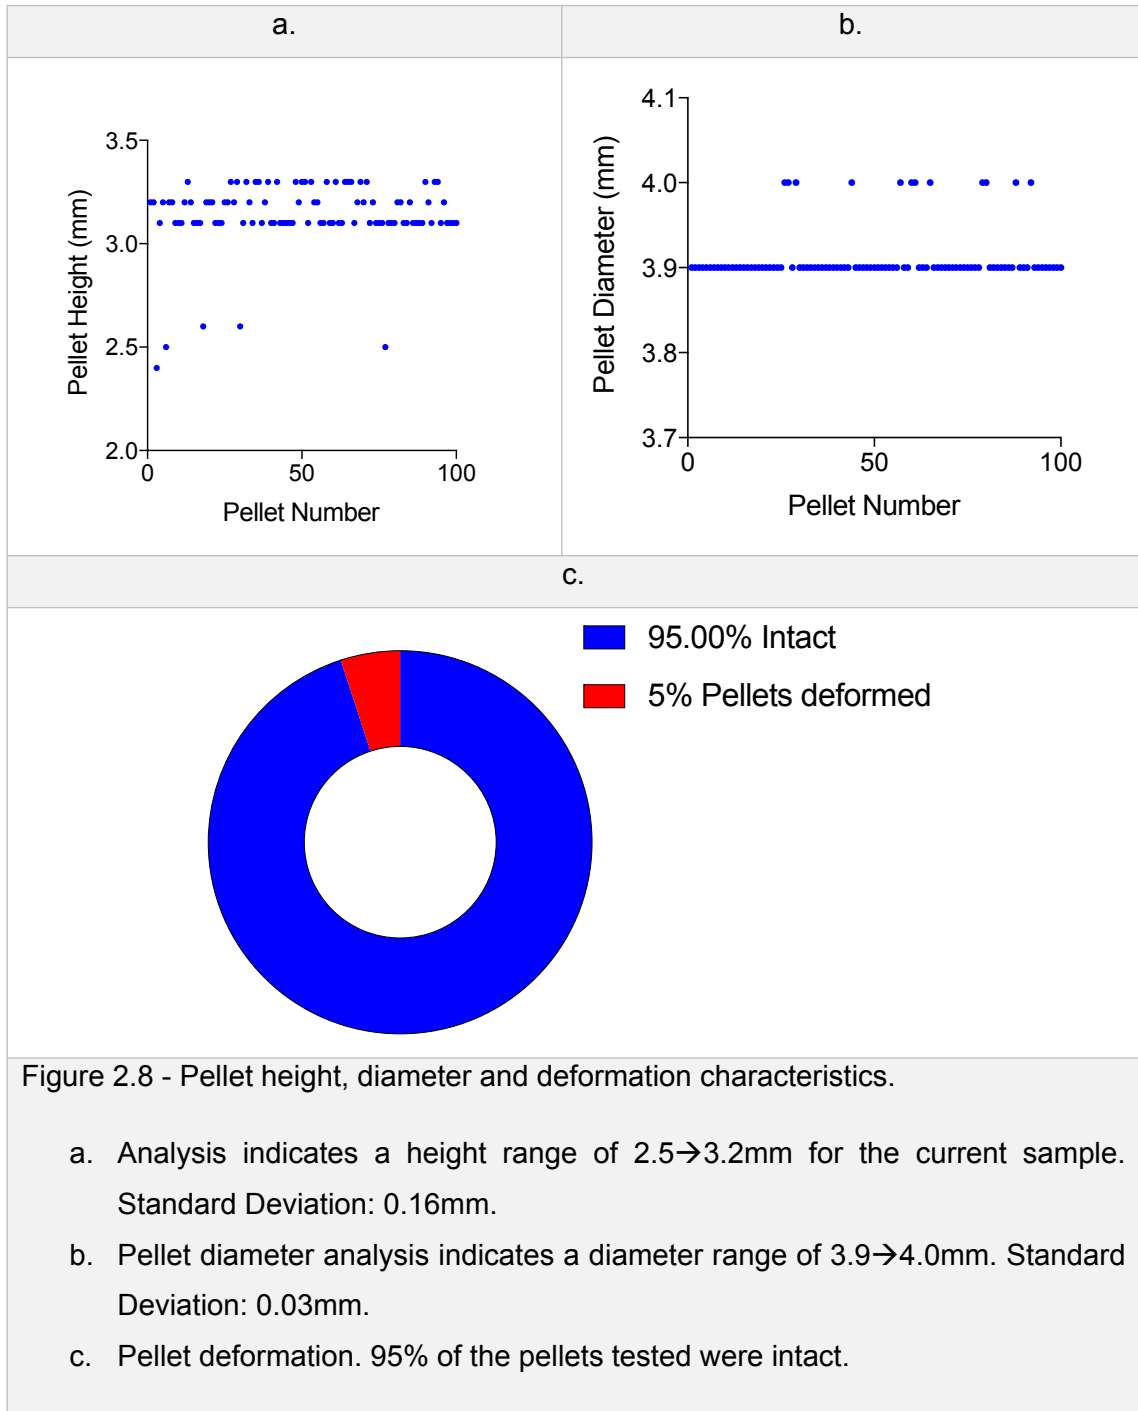 a.
b.
3.5
3.0
2.5
2.0
0
50
100
Pellet Height (mm)
Pellet Number
4.1
4.0
3.9
3.8
3.7
0
50
100
Pellet Diameter (mm)
Pellet Number
c.
95.00% Intact
5% Pellets deformed
Figure 2.8 - Pellet height, diameter and deformation characteristics.
a. Analysis indicates a height range of 2.5→3.2mm for the current sample.
Standard Deviation: 0.16mm.
b. Pellet diameter analysis indicates a diameter range of 3.9→4.0mm. Standard
Deviation: 0.03mm.
c. Pellet deformation. 95% of the pellets tested were intact.